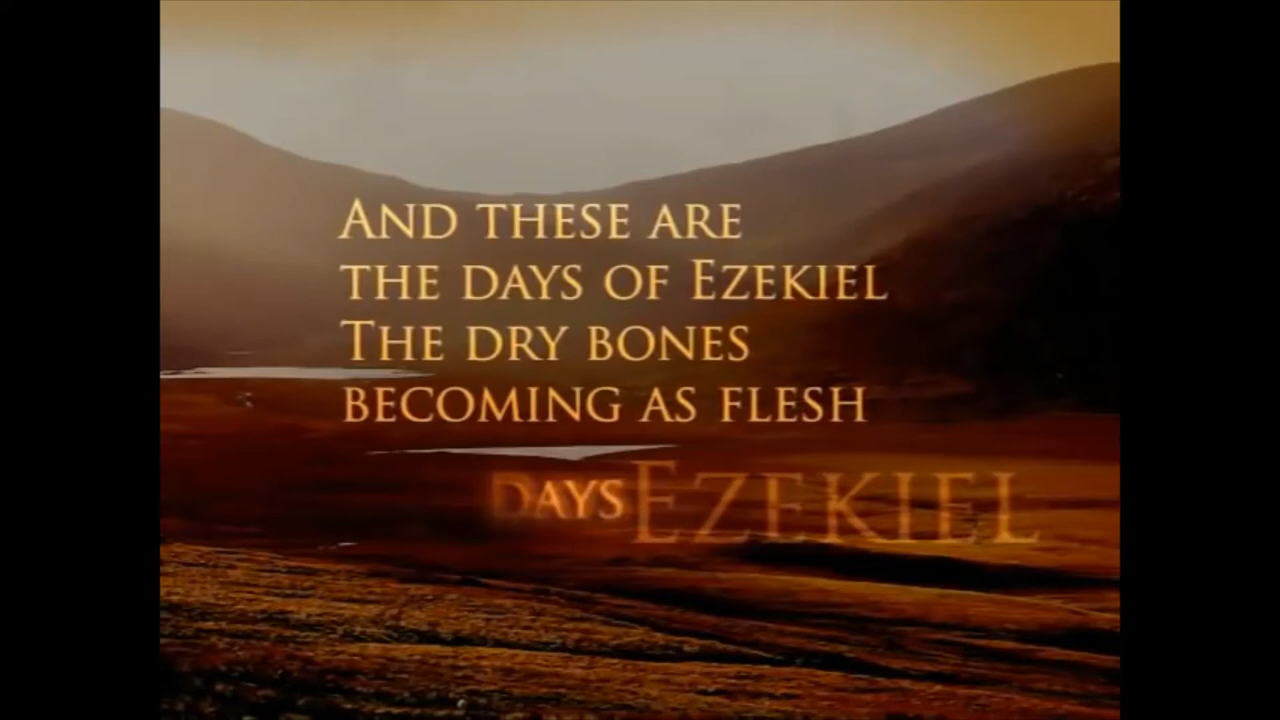 And these are
the days of Ezekiel
The dry bones
becoming as flesh
days Ezekiel